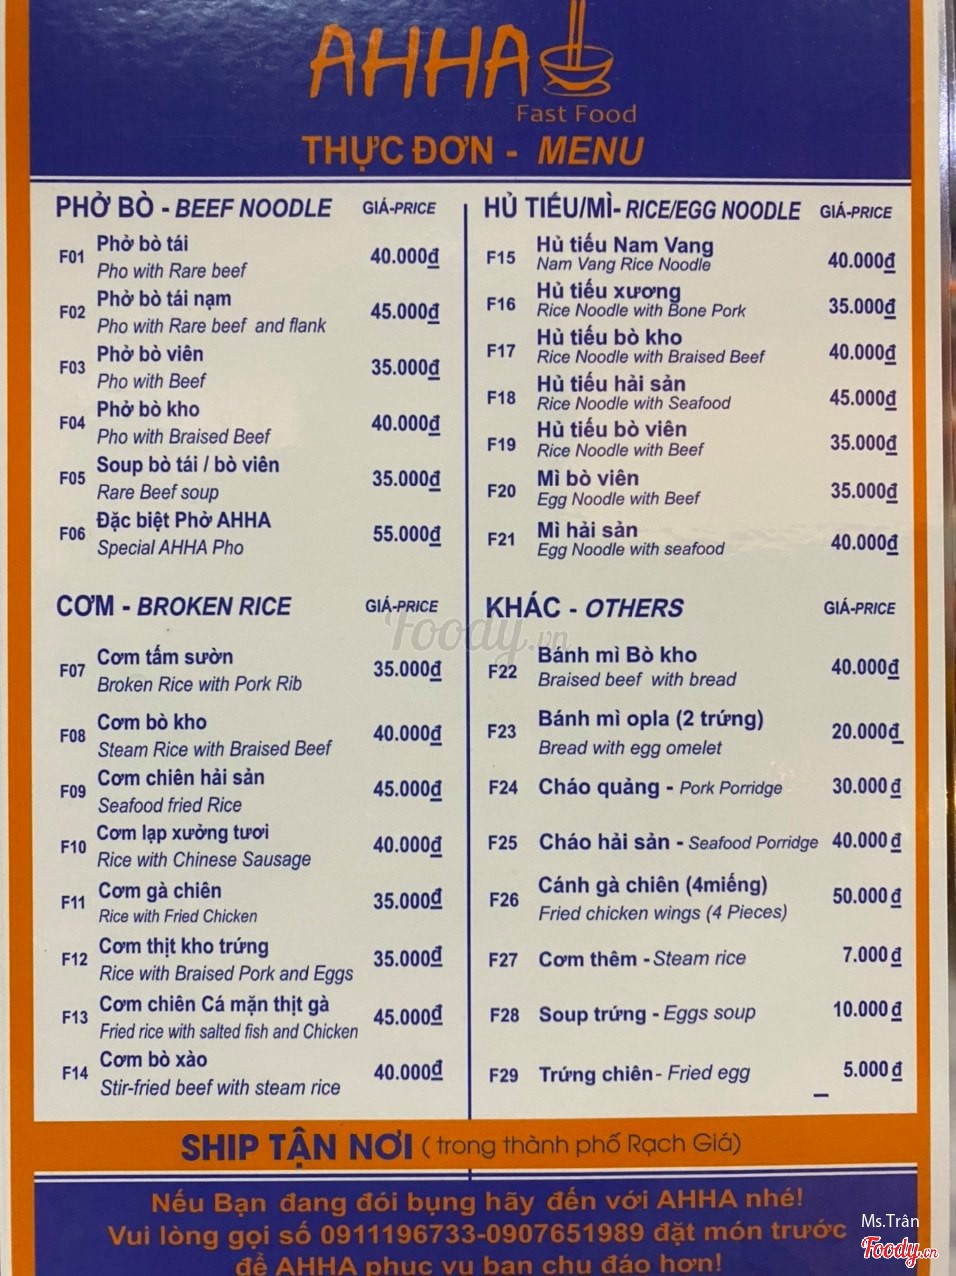 AHHA
Fast Food
THỰC ĐƠN - MENU
PHỞ BÒ - BEEF NOODLE GIÁ-PRICE
F01 Phở bò tái 40.000đ
Pho with Rare beef
F02 Phở bò tái nạm 45.000đ
Pho with Rare beef and flank
F03 Phở bò viên 35.000đ
Pho with Beef
F04 Phở bò kho 40.000đ
Pho with Braised Beef
F05 Soup bò tái / bò viên 35.000đ
Rare Beef soup
F06 Đặc biệt Phở AHHA 55.000đ
Special AHHA Pho
CƠM - BROKEN RICE GIÁ-PRICE
F07 Cơm tấm sườn 35.000đ
Broken Rice with Pork Rib
F08 Cơm bò kho 40.000đ
Steam Rice with Braised Beef
F09 Cơm chiên hải sản 45.000đ
Seafood fried Rice
F10 Cơm lạp xưởng tươi 40.000đ
Rice with Chinese Sausage
F11 Cơm gà chiên 35.000đ
Rice with Fried Chicken
F12 Cơm thịt kho trứng 35.000đ
Rice with Braised Pork and Eggs
F13 Cơm chiên Cá mặn thịt gà 45.000đ
Fried rice with salted fish and Chicken
F14 Cơm bò xào 40.000đ
Stir-fried beef with steam rice
HỦ TIẾU/MÌ- RICE/EGG NOODLE GIÁ-PRICE
F15 Hủ tiếu Nam Vang 40.000đ
Nam Vang Rice Noodle
F16 Hủ tiếu xương 35.000đ
Rice Noodle with Bone Pork
F17 Hủ tiếu bò kho 40.000đ
Rice Noodle with Braised Beef
F18 Hủ tiếu hải sản 45.000đ
Rice Noodle with Seafood
F19 Hủ tiếu bò viên 35.000đ
Rice Noodle with Beef
F20 Mì bò viên 35.000đ
Egg Noodle with Beef
F21 Mì hải sản 40.000đ
Egg Noodle with seafood
KHÁC - OTHERS GIÁ-PRICE
F22 Bánh mì Bò kho 40.000đ
Braised beef with bread
F23 Bánh mì opla (2 trứng) 20.000đ
Bread with egg omelet
F24 Cháo quảng - Pork Porridge 30.000 đ
F25 Cháo hải sản - Seafood Porridge 40.000 đ
F26 Cánh gà chiên (4miếng) 50.000 đ
Fried chicken wings (4 Pieces)
F27 Cơm thêm - Steam rice 7.000 đ
F28 Soup trứng - Eggs soup 10.000 đ
F29 Trứng chiên - Fried egg 5.000 đ
Foody.vn
SHIP TẬN NƠI ( trong thành phố Rạch Giá)
Nếu Bạn đang đói bụng hãy đến với AHHA nhé!
Vui lòng gọi số 0911196733-0907651989 đặt món trước
để AHHA phục vụ bạn chu đáo hơn!
Ms.Trân
Foody.vn